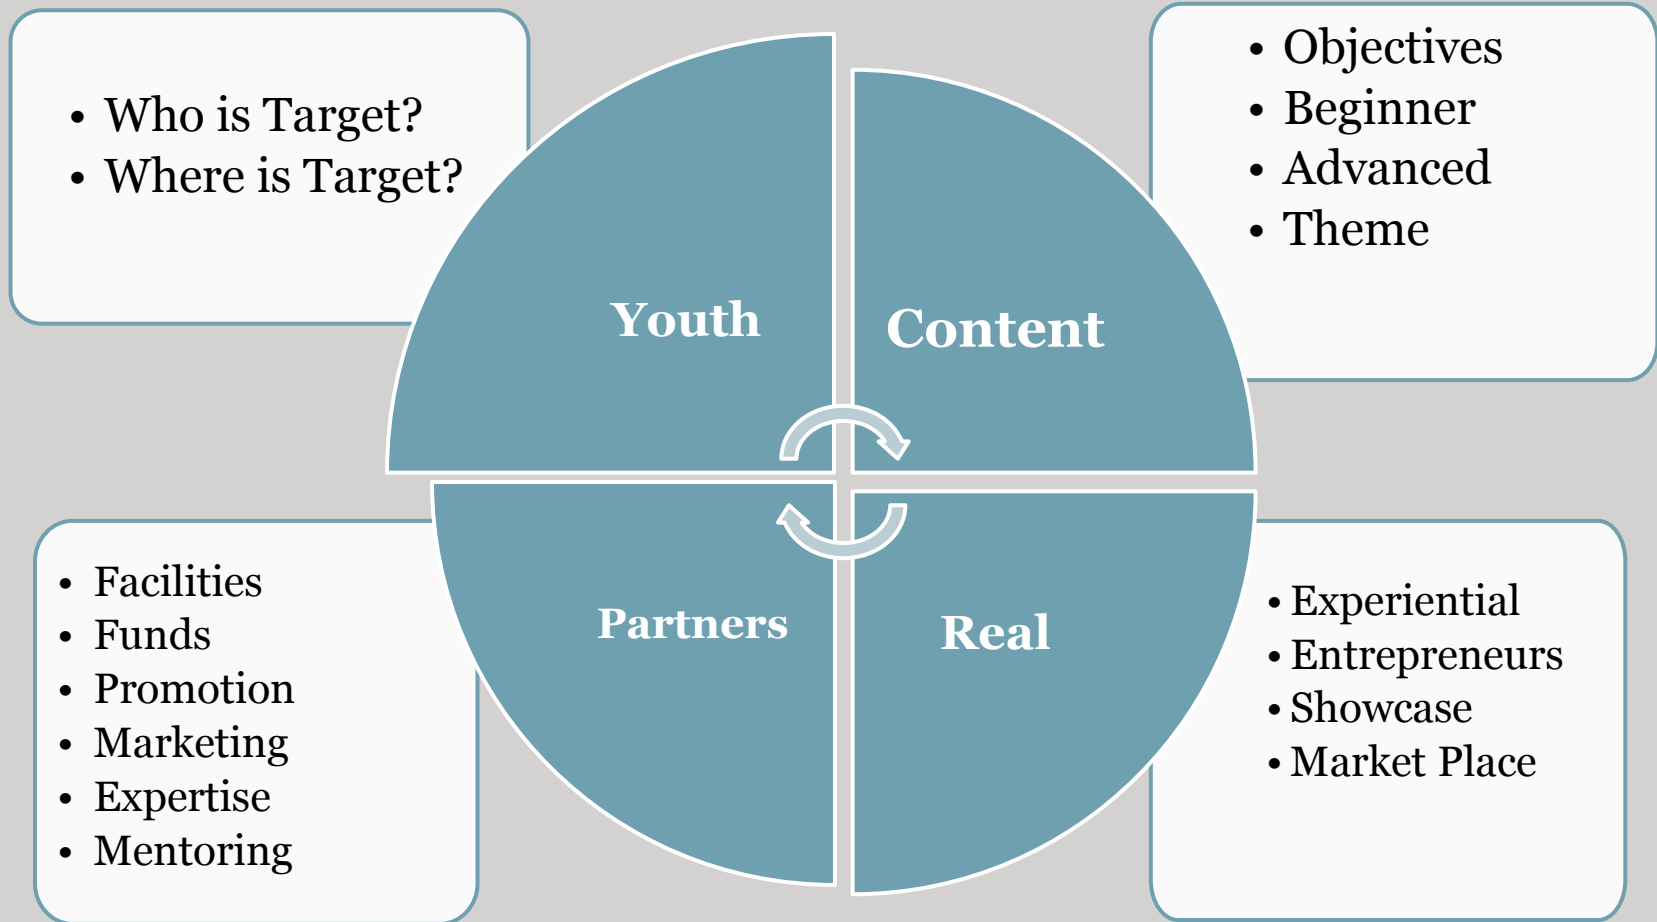 • Who is Target?
• Where is Target?
Youth
• Objectives
• Beginner
• Advanced
• Theme
Content
• Facilities
• Funds
• Promotion
• Marketing
• Expertise
• Mentoring
Partners
• Experiential
• Entrepreneurs
• Showcase
• Market Place
Real